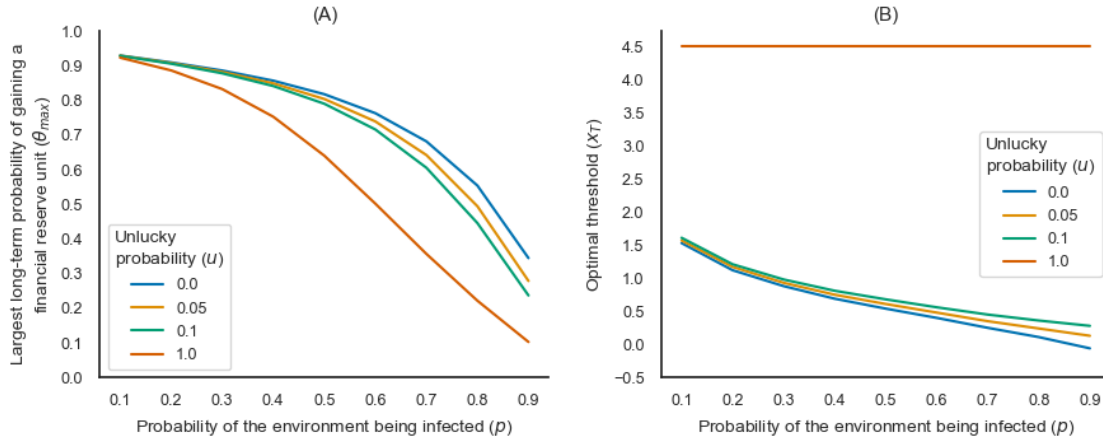 (A)
Largest long-term probability of gaining a
financial reserve unit (θmax)
1.0
0.9
0.8
0.7
0.6
0.5
0.4
0.3
0.2
0.1
0.0
Unlucky
probability (u)
0.0
0.05
0.1
1.0
0.1 0.2 0.3 0.4 0.5 0.6 0.7 0.8 0.9
Probability of the environment being infected (p)
(B)
Optimal threshold (xT)
4.5
4.0
3.5
3.0
2.5
2.0
1.5
1.0
0.5
0.0
−0.5
Unlucky
probability (u)
0.0
0.05
0.1
1.0
0.1 0.2 0.3 0.4 0.5 0.6 0.7 0.8 0.9
Probability of the environment being infected (p)